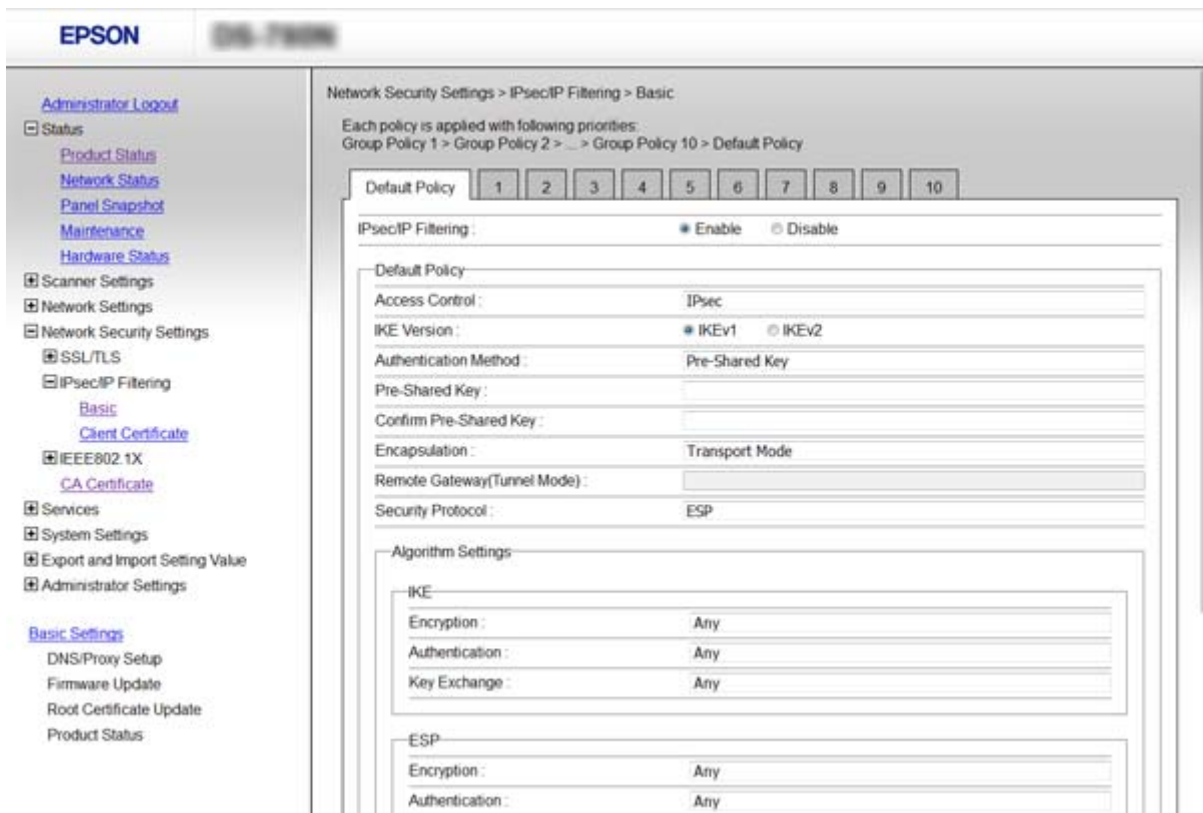 EPSON
Administrator Logout
Status
Product Status
Network Status
Panel Snapshot
Maintenance
Hardware Status
Scanner Settings
Network Settings
Network Security Settings
SSL/TLS
IPsec/IP Filtering
Basic
Client Certificate
IEEE802.1X
CA Certificate
Services
System Settings
Export and Import Setting Value
Administrator Settings
Basic Settings
DNS/Proxy Setup
Firmware Update
Root Certificate Update
Product Status
Network Security Settings > IPsec/IP Filtering > Basic
Each policy is applied with following priorities:
Group Policy 1 > Group Policy 2 > ... > Group Policy 10 > Default Policy
Default Policy 1 2 3 4 5 6 7 8 9 10
IPsec/IP Filtering : Enable Disable
Default Policy
Access Control : IPsec
IKE Version : IKEv1 IKEv2
Authentication Method : Pre-Shared Key
Pre-Shared Key :
Confirm Pre-Shared Key :
Encapsulation : Transport Mode
Remote Gateway(Tunnel Mode) :
Security Protocol : ESP
Algorithm Settings
IKE
Encryption : Any
Authentication : Any
Key Exchange : Any
ESP
Encryption : Any
Authentication : Any